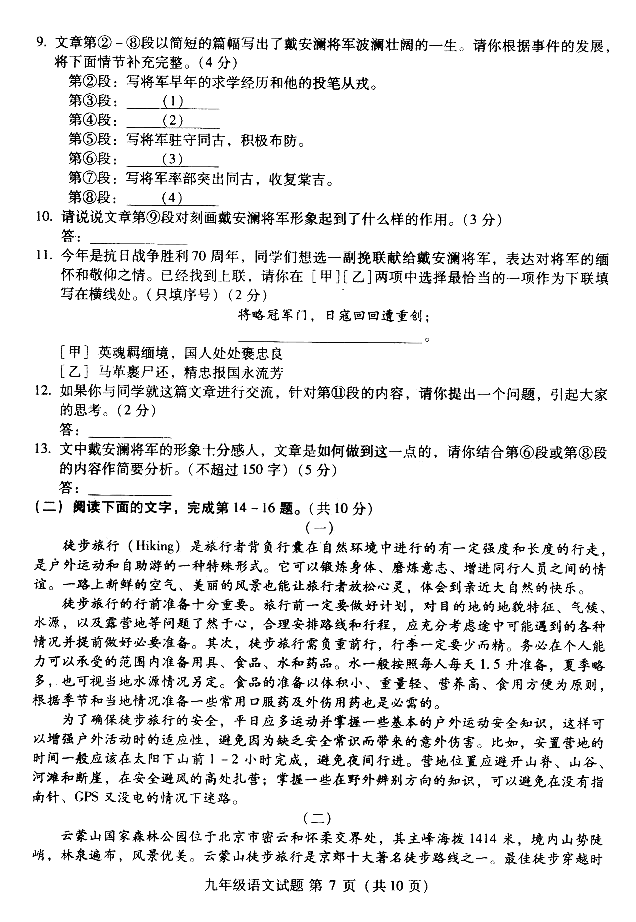 9. 文章第②－⑧段以简短的篇幅写出了戴安澜将军波澜壮阔的一生。请你根据事件的发展，
将下面情节补充完整。（4 分）
第②段：写将军早年的求学经历和他的投笔从戎。
第③段：____(1)____
第④段：____(2)____
第⑤段：写将军驻守同古，积极布防。
第⑥段：____(3)____
第⑦段：写将军率部突出同古，收复棠吉。
第⑧段：____(4)____
10. 请说说文章第⑨段对刻画戴安澜将军形象起到了什么样的作用。（3 分）
答：__________
11. 今年是抗日战争胜利 70 周年，同学们想选一副挽联献给戴安澜将军，表达对将军的缅
怀和敬仰之情。已经找到上联，请你在［甲］［乙］两项中选择最恰当的一项作为下联填
写在横线处。（只填序号）（2 分）
将略冠军门，日寇回回遭重创；
____________________。
［甲］英魂羁缅境，国人处处褒忠良
［乙］马革裹尸还，精忠报国永流芳
12. 如果你与同学就这篇文章进行交流，针对第⑪段的内容，请你提出一个问题，引起大家
的思考。（2 分）
答：__________
13. 文中戴安澜将军的形象十分感人，文章是如何做到这一点的，请你结合第⑥段或第⑧段
的内容作简要分析。（不超过 150 字）（5 分）
答：__________
（二）阅读下面的文字，完成第 14－16 题。（共 10 分）
（一）
徒步旅行（Hiking）是旅行者背负行囊在自然环境中进行的有一定强度和长度的行走，
是户外运动和自助游的一种特殊形式。它可以锻炼身体、磨炼意志、增进同行人员之间的情
谊。一路上新鲜的空气、美丽的风景也能让旅行者放松心灵，体会到亲近大自然的快乐。
徒步旅行的行前准备十分重要。旅行前一定要做好计划，对目的地的地貌特征、气候、
水源，以及露营地等问题了然于心，合理安排路线和行程，应充分考虑途中可能遇到的各种
情况并提前做好必要准备。其次，徒步旅行需负重前行，行李一定要少而精。务必在个人能
力可以承受的范围内准备用具、食品、水和药品。水一般按照每人每天 1.5 升准备，夏季略
多，也可视当地水源情况另定。食品的准备以体积小、重量轻、营养高、食用方便为原则，
根据季节和当地情况准备一些常用口服药及外伤用药也是必需的。
为了确保徒步旅行的安全，平日应多运动并掌握一些基本的户外运动安全知识，这样可
以增强户外活动时的适应性，避免因为缺乏安全常识而带来的意外伤害。比如，安置营地的
时间一般应该在太阳下山前 1－2 小时完成，避免夜间行进。营地位置应避开山脊、山谷、
河滩和断崖，在安全避风的高处扎营；掌握一些在野外辨别方向的知识，可以避免在没有指
南针、GPS 又没电的情况下迷路。
（二）
云蒙山国家森林公园位于北京市密云和怀柔交界处，其主峰海拔 1414 米，境内山势陡
峭，林泉遍布，风景优美。云蒙山徒步旅行是京郊十大著名徒步路线之一。最佳徒步穿越时
九年级语文试题 第 7 页（共 10 页）